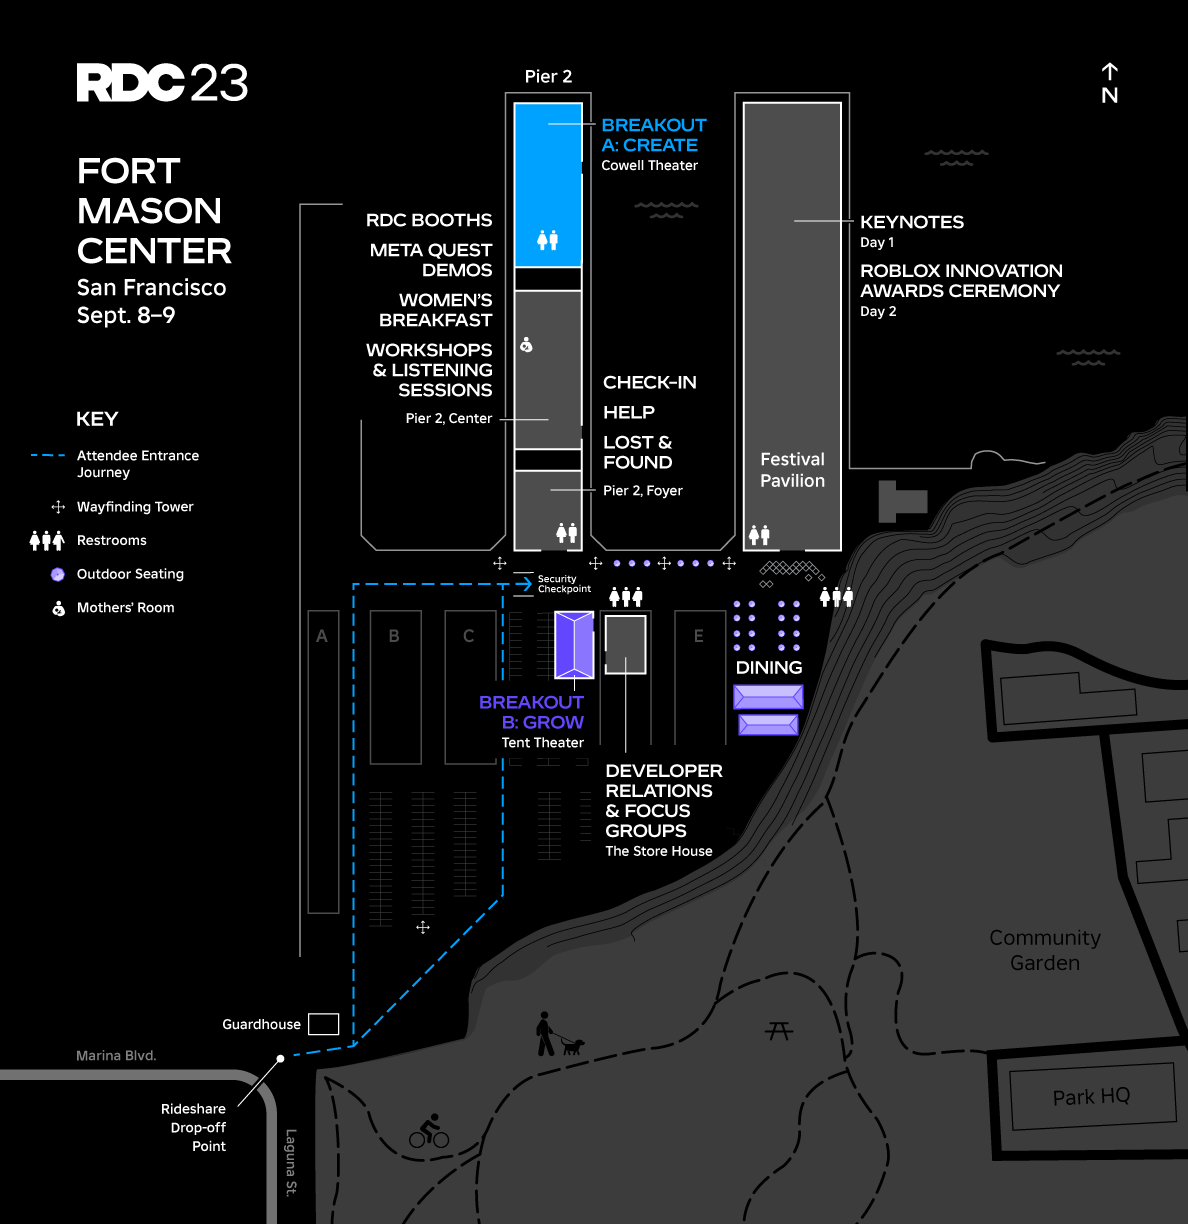 RDC 23
FORT
MASON
CENTER
San Francisco
Sept. 8–9
KEY
Attendee Entrance
Journey
Wayfinding Tower
Restrooms
Outdoor Seating
Mothers' Room
Pier 2
N
BREAKOUT
A: CREATE
Cowell Theater
RDC BOOTHS
META QUEST
DEMOS
WOMEN'S
BREAKFAST
WORKSHOPS
& LISTENING
SESSIONS
Pier 2, Center
CHECK-IN
HELP
LOST &
FOUND
Pier 2, Foyer
KEYNOTES
Day 1
ROBLOX INNOVATION
AWARDS CEREMONY
Day 2
Festival
Pavilion
Security
Checkpoint
A
B
C
E
DINING
BREAKOUT
B: GROW
Tent Theater
DEVELOPER
RELATIONS
& FOCUS
GROUPS
The Store House
Community
Garden
Guardhouse
Marina Blvd.
Rideshare
Drop-off
Point
Laguna St.
Park HQ